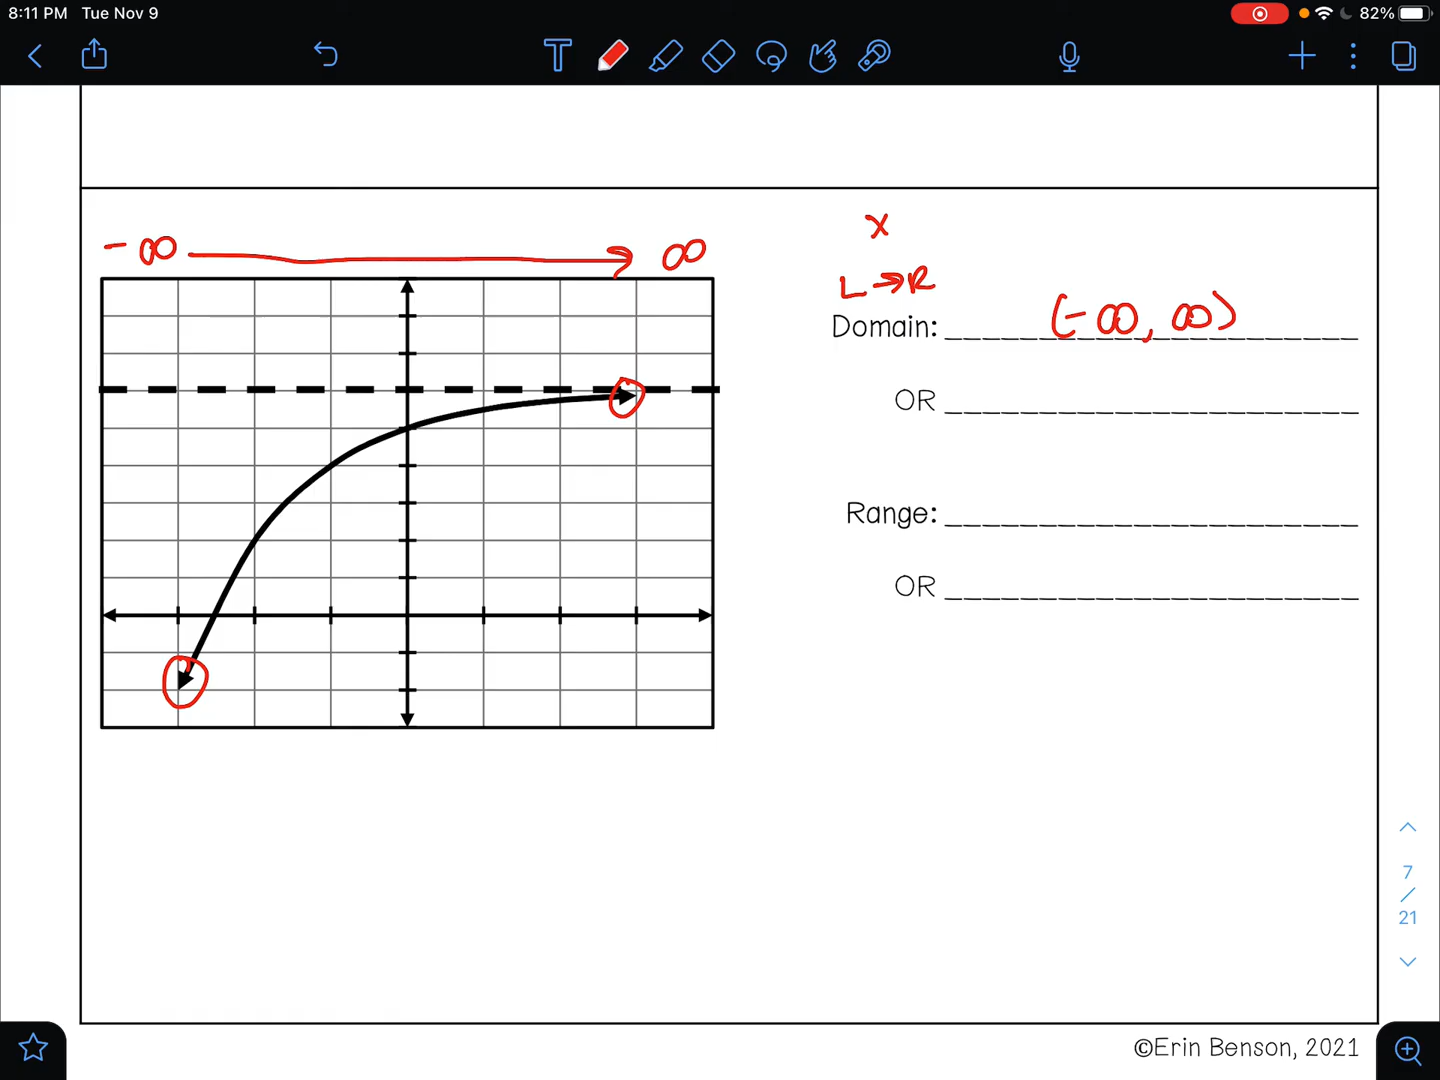 8:11 PM Tue Nov 9
82%
T
- ∞ → ∞
x
L → R
Domain: (-∞, ∞)
OR
Range:
OR
7
/
21
©Erin Benson, 2021